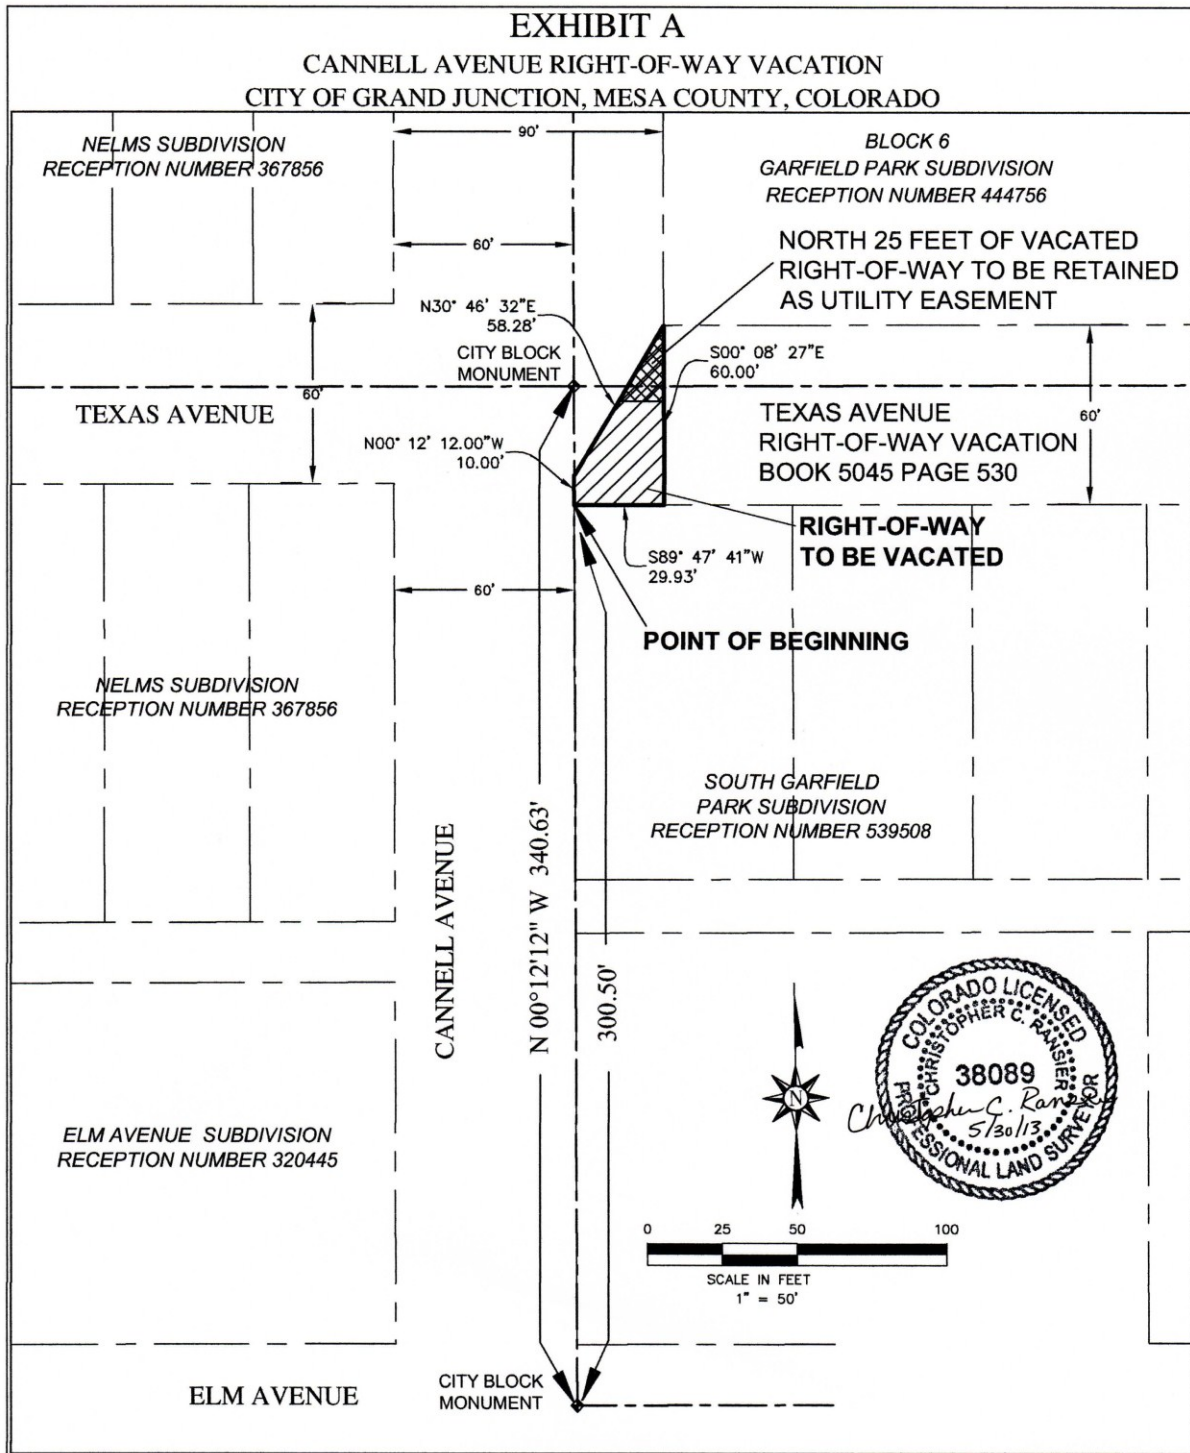 EXHIBIT A
CANNELL AVENUE RIGHT-OF-WAY VACATION
CITY OF GRAND JUNCTION, MESA COUNTY, COLORADO
90'
NELMS SUBDIVISION
RECEPTION NUMBER 367856
BLOCK 6
GARFIELD PARK SUBDIVISION
RECEPTION NUMBER 444756
60'
NORTH 25 FEET OF VACATED
RIGHT-OF-WAY TO BE RETAINED
AS UTILITY EASEMENT
N30° 46' 32"E
58.28'
CITY BLOCK
MONUMENT
S00° 08' 27"E
60.00'
60'
TEXAS AVENUE
TEXAS AVENUE
RIGHT-OF-WAY VACATION
BOOK 5045 PAGE 530
60'
N00° 12' 12.00"W
10.00'
RIGHT-OF-WAY
TO BE VACATED
S89° 47' 41"W
29.93'
60'
POINT OF BEGINNING
NELMS SUBDIVISION
RECEPTION NUMBER 367856
SOUTH GARFIELD
PARK SUBDIVISION
RECEPTION NUMBER 539508
CANNELL AVENUE
N 00°12'12" W 340.63'
300.50'
COLORADO LICENSED
CHRISTOPHER C. RANSIER
38089
Christopher C. Ransier
5/30/13
PROFESSIONAL LAND SURVEYOR
N
ELM AVENUE SUBDIVISION
RECEPTION NUMBER 320445
0 25 50 100
SCALE IN FEET
1" = 50'
ELM AVENUE
CITY BLOCK
MONUMENT